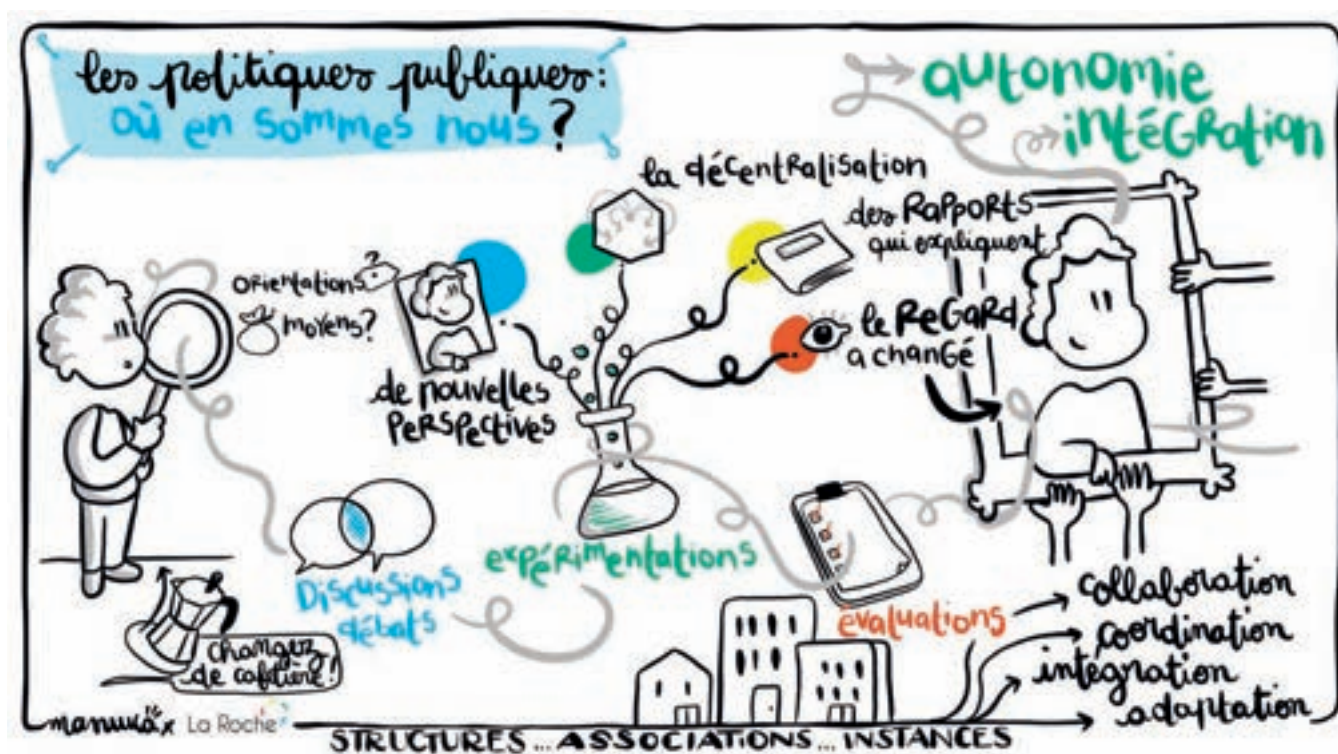 les politiques publiques:
où en sommes nous?
autonomie
intégration
la décentralisation
des Rapports
qui expliquent
orientations?
moyens?
le Regard
a changé
de nouvelles
perspectives
Discussions
débats
expérimentations
évaluations
changez
de cafetière!
collaboration
coordination
intégration
adaptation
manuka x La Roche
STRUCTURES... ASSOCIATIONS... INSTANCES